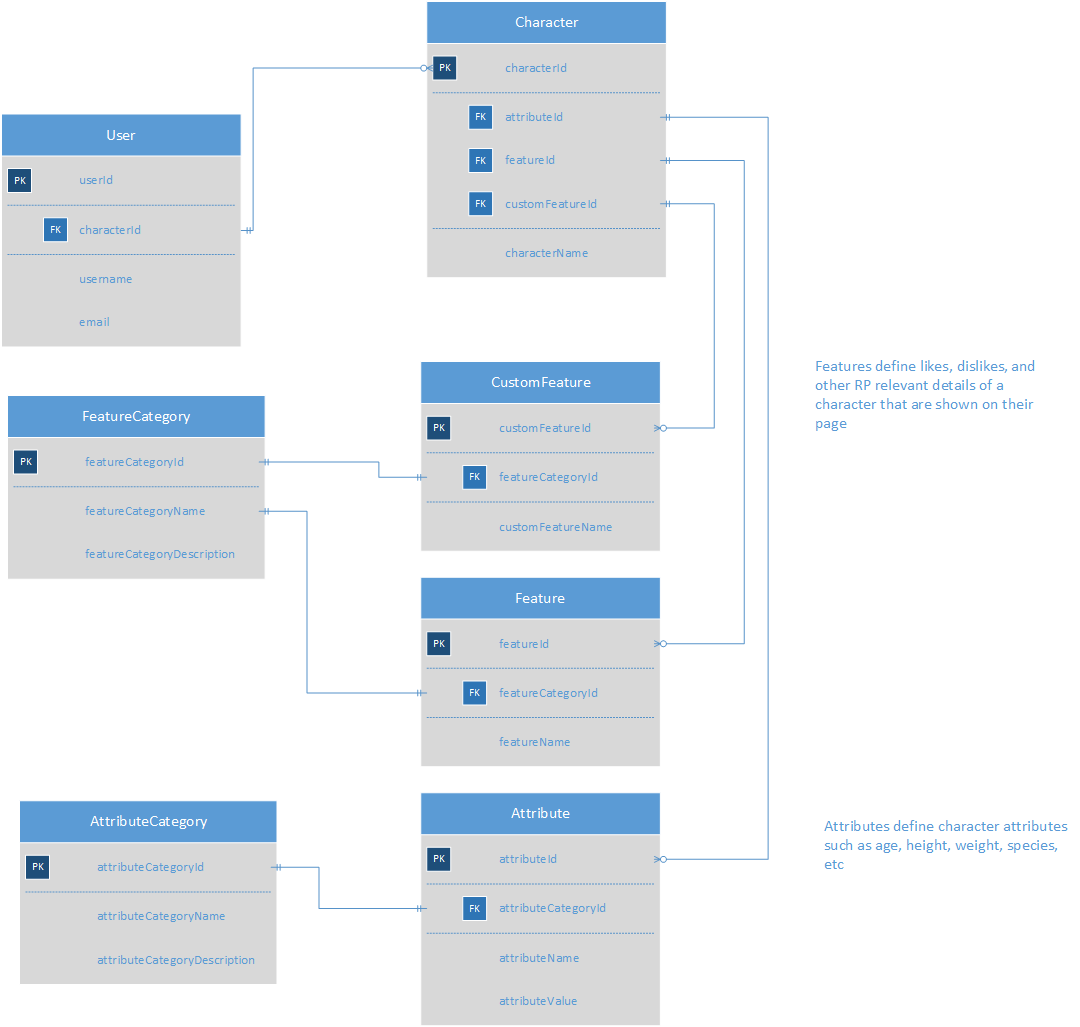 Character
PK characterId
FK attributeId
FK featureId
FK customFeatureId
characterName
User
PK userId
FK characterId
username
email
Features define likes, dislikes, and
other RP relevant details of a
character that are shown on their
page
CustomFeature
PK customFeatureId
FK featureCategoryId
customFeatureName
FeatureCategory
PK featureCategoryId
featureCategoryName
featureCategoryDescription
Feature
PK featureId
FK featureCategoryId
featureName
AttributeCategory
PK attributeCategoryId
attributeCategoryName
attributeCategoryDescription
Attribute
PK attributeId
FK attributeCategoryId
attributeName
attributeValue
Attributes define character attributes
such as age, height, weight, species,
etc